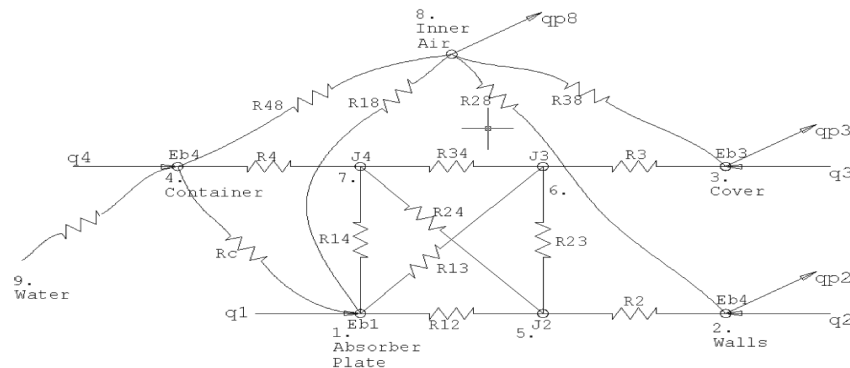 8.
Inner
Air
qp8
R48
R18
R28
R38
q4
Eb4
4.
Container
R4
J4
7.
R34
J3
6.
R3
Eb3
3.
Cover
qp3
q3
R14
R24
R13
R23
Rc
9.
Water
q1
Eb1
1.
Absorber
Plate
R12
J2
5.
R2
Eb4
2.
Walls
qp2
q2